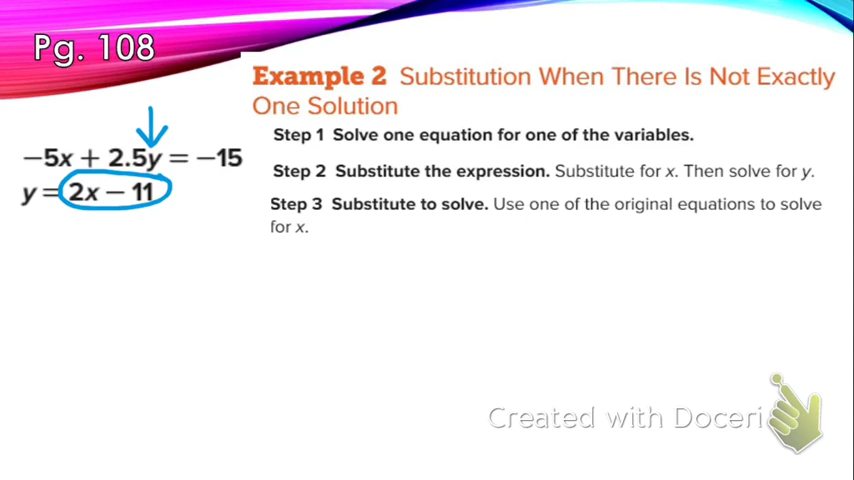 Pg. 108
Example 2 Substitution When There Is Not Exactly
One Solution
−5x + 2.5y = −15
y = 2x − 11
Step 1 Solve one equation for one of the variables.
Step 2 Substitute the expression. Substitute for x. Then solve for y.
Step 3 Substitute to solve. Use one of the original equations to solve
for x.
Created with Doceri